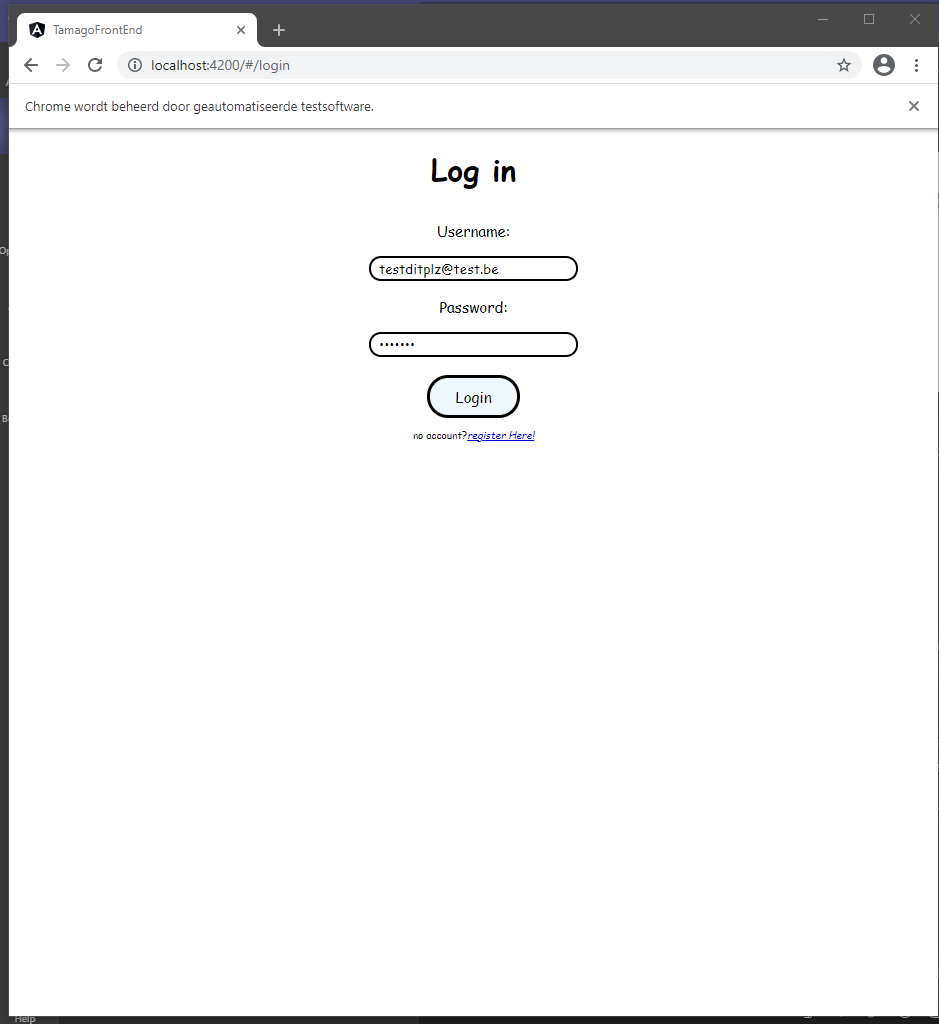 TamagoFrontEnd
localhost:4200/#/login
Chrome wordt beheerd door geautomatiseerde testsoftware.
Log in
Username:
testditplz@test.be
Password:
•••••••
Login
no account?register Here!
Help